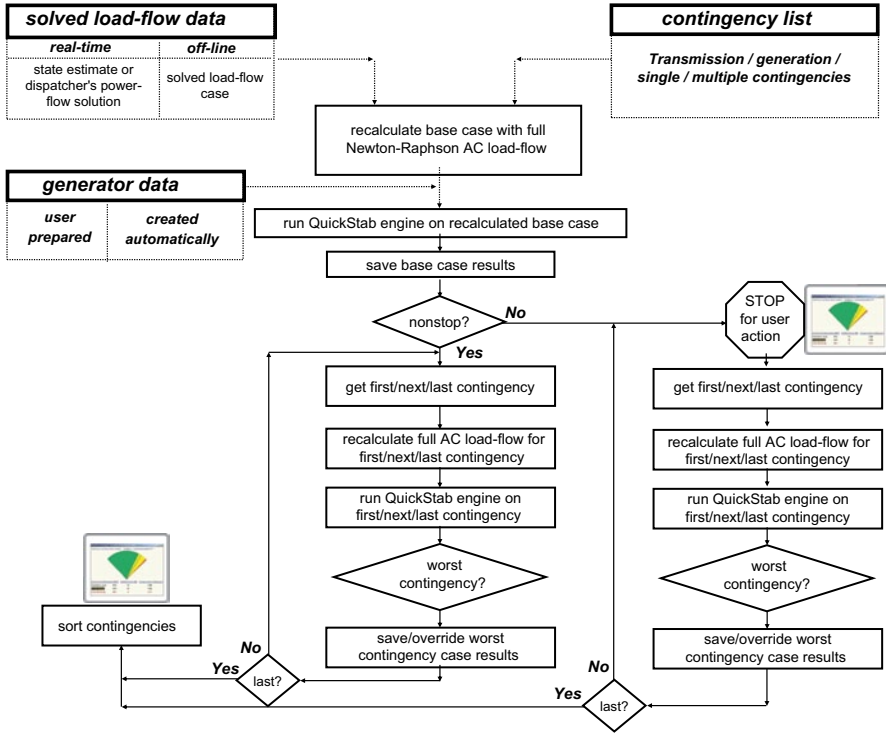 solved load-flow data
real-time
off-line
state estimate or
dispatcher's power-
flow solution
solved load-flow
case
contingency list
Transmission / generation /
single / multiple contingencies
recalculate base case with full
Newton-Raphson AC load-flow
generator data
user
prepared
created
automatically
run QuickStab engine on recalculated base case
save base case results
nonstop?
No
Yes
STOP
for user
action
get first/next/last contingency
recalculate full AC load-flow for
first/next/last contingency
run QuickStab engine on
first/next/last contingency
worst
contingency?
save/override worst
contingency case results
last?
No
Yes
sort contingencies
get first/next/last contingency
recalculate full AC load-flow for
first/next/last contingency
run QuickStab engine on
first/next/last contingency
worst
contingency?
save/override worst
contingency case results
last?
No
Yes